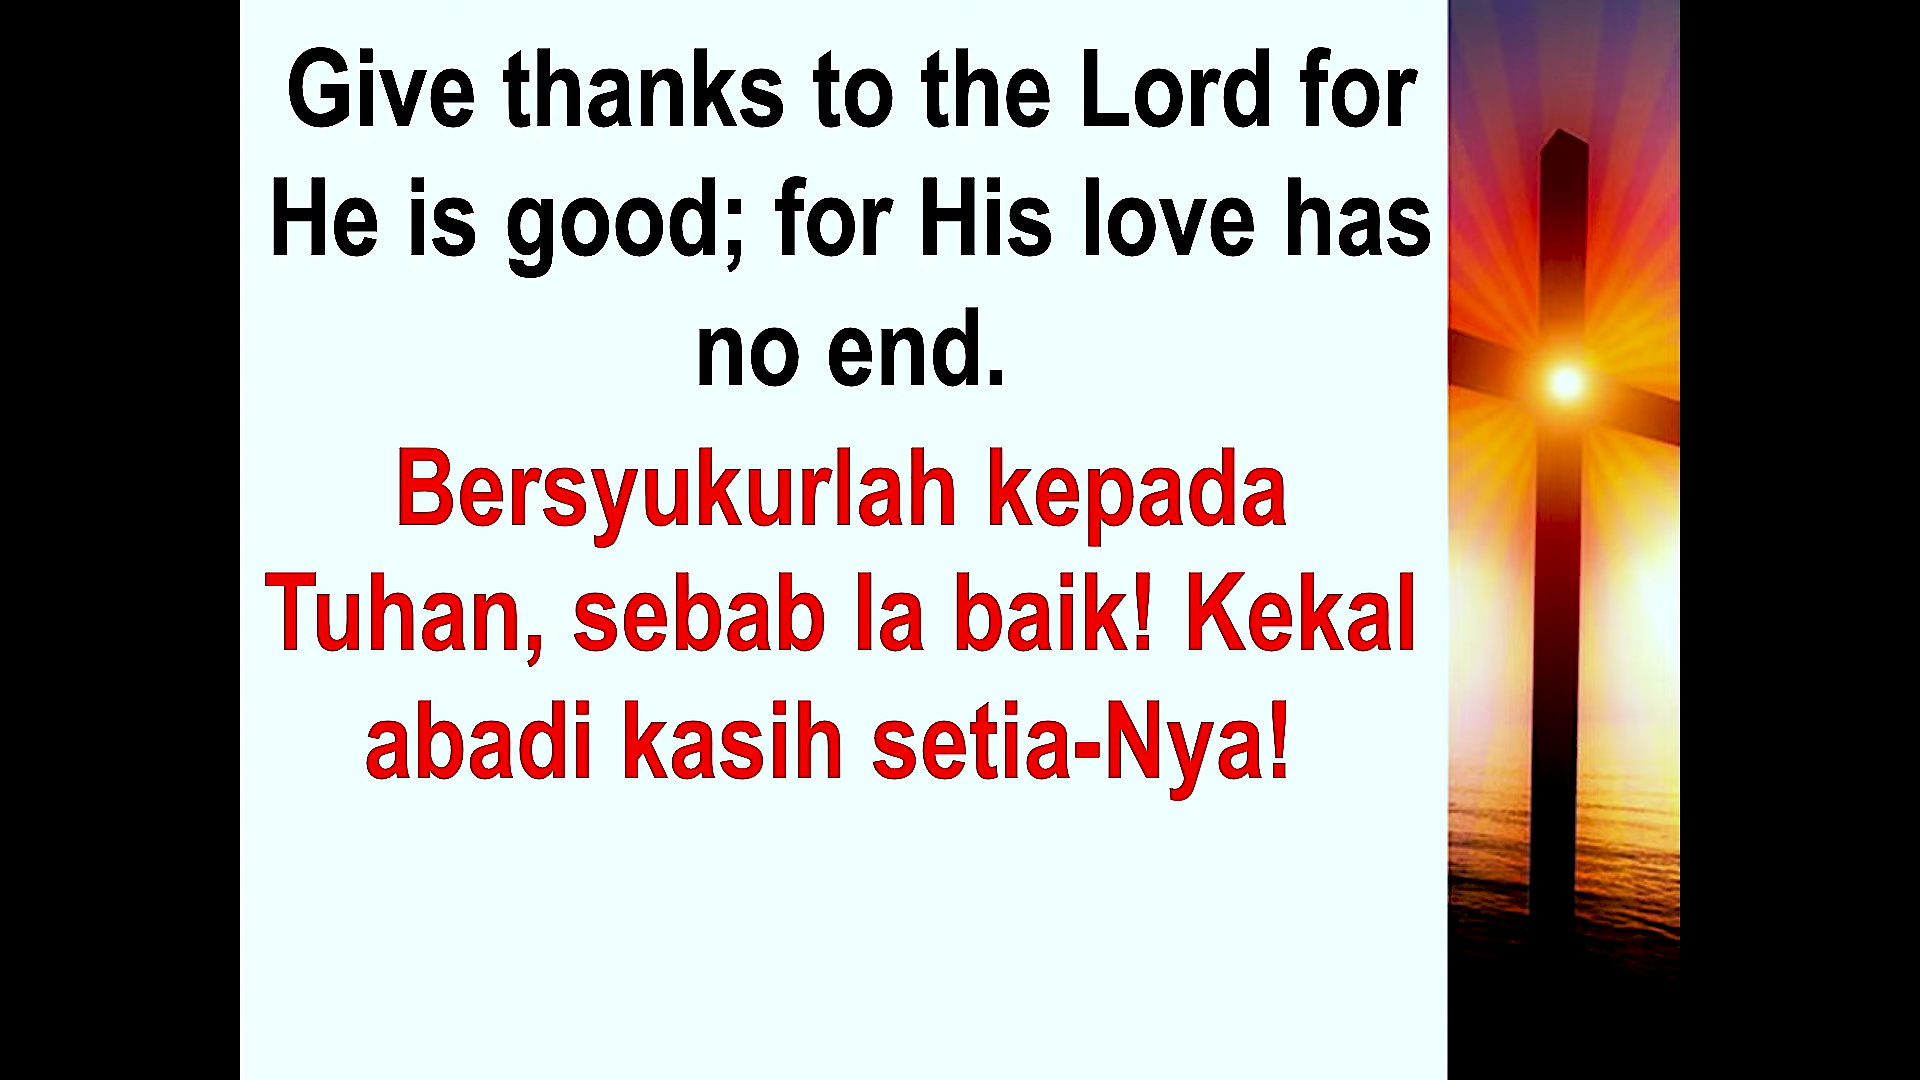 Give thanks to the Lord for
He is good; for His love has
no end.
Bersyukurlah kepada
Tuhan, sebab Ia baik! Kekal
abadi kasih setia-Nya!